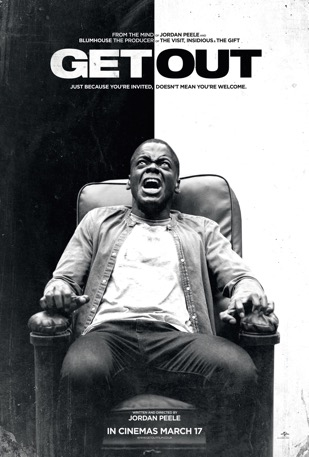 FROM THE MIND OF JORDAN PEELE AND
BLUMHOUSE THE PRODUCER OF THE VISIT, INSIDIOUS & THE GIFT
GET OUT
JUST BECAUSE YOU'RE INVITED, DOESN'T MEAN YOU'RE WELCOME.
WRITTEN AND DIRECTED BY
JORDAN PEELE
IN CINEMAS MARCH 17